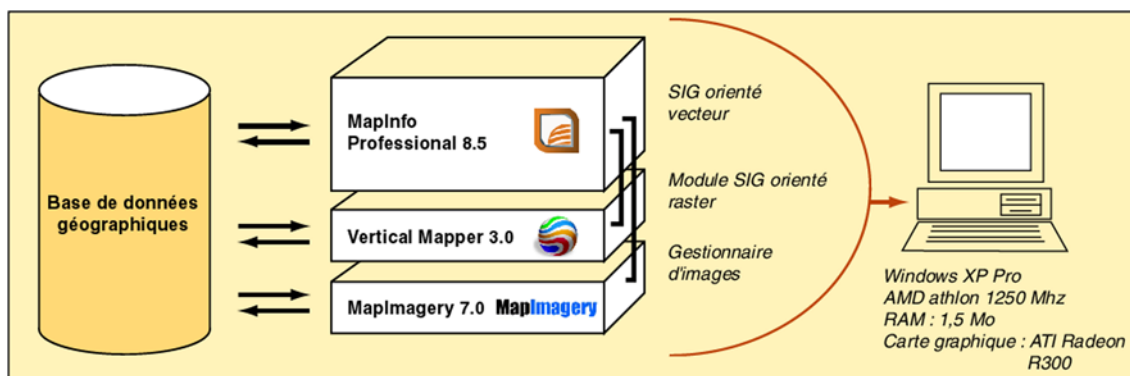 Base de données
géographiques
MapInfo
Professional 8.5
Vertical Mapper 3.0
MapImagery 7.0 MapImagery
SIG orienté
vecteur
Module SIG orienté
raster
Gestionnaire
d'images
Windows XP Pro
AMD athlon 1250 Mhz
RAM : 1,5 Mo
Carte graphique : ATI Radeon
R300